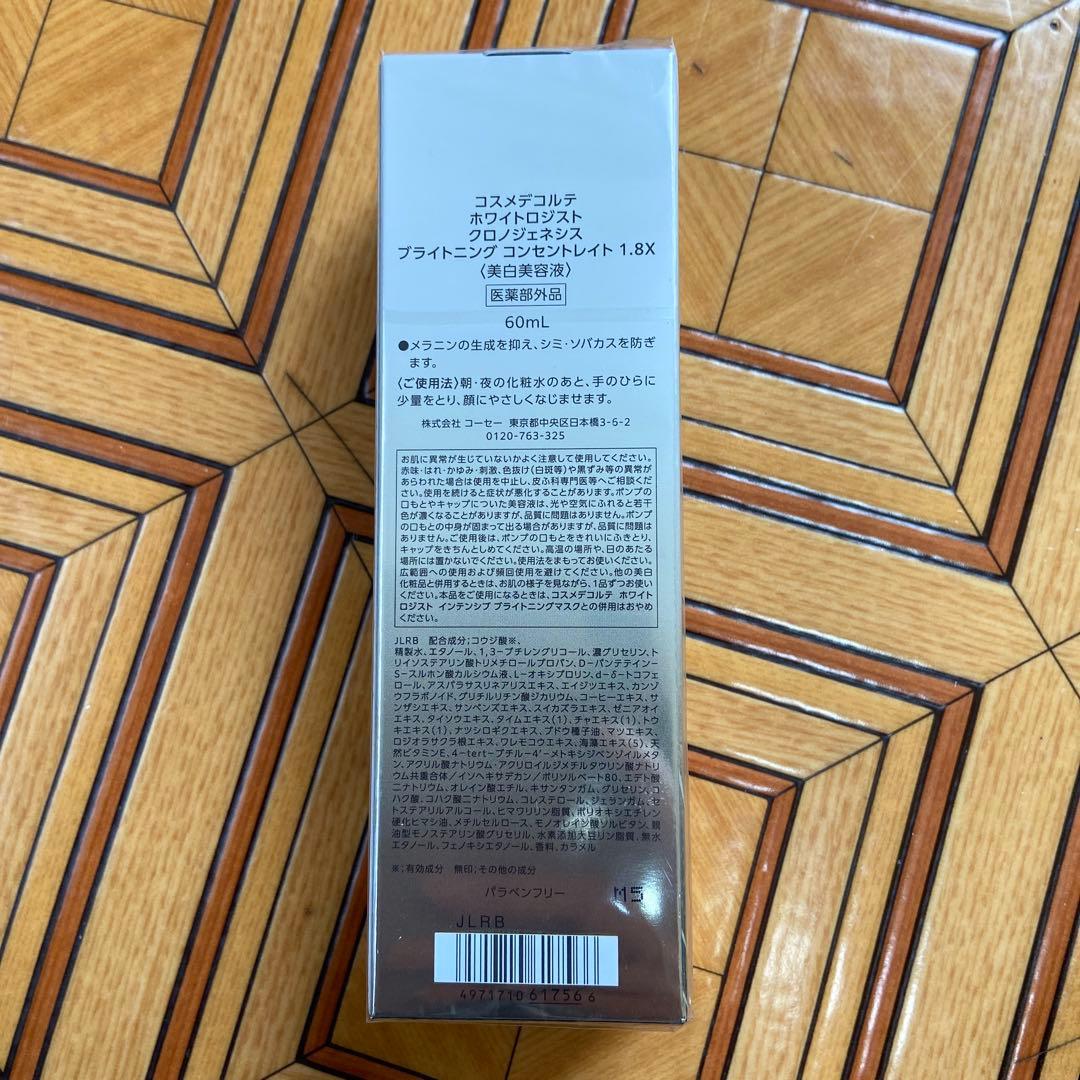 コスメデコルテ
ホワイトロジスト
クロノジェネシス
ブライトニング コンセントレイト 1.8X
〈美白美容液〉
医薬部外品
60mL
●メラニンの生成を抑え、シミ・ソバカスを防ぎ
ます。
〈ご使用法〉朝・夜の化粧水のあと、手のひらに
少量をとり、顔にやさしくなじませます。
株式会社 コーセー 東京都中央区日本橋3-6-2
0120-763-325
お肌に異常が生じていないかよく注意して使用してください。
赤味・はれ・かゆみ・刺激、色抜け(白斑等)や黒ずみ等の異常が
あらわれた場合は使用を中止し、皮ふ科専門医等へご相談くだ
さい。使用を続けると症状が悪化することがあります。ポンプの
口もとやキャップについた美容液は、光や空気にふれると若干
色が濃くなることがありますが、品質に問題はありません。ポンプ
の口もとの中身が固まって出る場合がありますが、品質に問題は
ありません。ご使用後は、ポンプの口もとをきれいにふきとり、
キャップをきちんとしめてください。高温の場所や、日のあたる
場所には置かないでください。使用法をまもってお使いください。
広範囲への使用および頻回使用を避けてください。他の美白
化粧品と併用するときは、お肌の様子を見ながら、1品ずつお使い
ください。本品をご使用になるときは、コスメデコルテ ホワイト
ロジスト インテンシブ ブライトニングマスクとの併用はおやめ
ください。
JLRB 配合成分;コウジ酸※、
精製水、エタノール、1,3-ブチレングリコール、濃グリセリン、ト
リイソステアリン酸トリメチロールプロパン、D-パンテテイン-
S-スルホン酸カルシウム液、L-オキシプロリン、d-δ-トコフェ
ロール、アスパラサスリネアリスエキス、エイジツエキス、カンゾ
ウフラボノイド、グリチルリチン酸ジカリウム、コーヒーエキス、サ
ンザシエキス、サンペンズエキス、スイカズラエキス、ゼニアオイ
エキス、タイソウエキス、タイムエキス(1)、チャエキス(1)、トウ
キエキス(1)、ナツシロギクエキス、ブドウ種子油、マツエキス、
ロジオラサクラ根エキス、ワレモコウエキス、海藻エキス(5)、天
然ビタミンE、4-tert-ブチル-4'-メトキシジベンゾイルメタ
ン、アクリル酸ナトリウム・アクリロイルジメチルタウリン酸ナトリ
ウム共重合体/イソヘキサデカン/ポリソルベート80、エデト酸
二ナトリウム、オレイン酸エチル、キサンタンガム、グリセリン、コ
ハク酸、コハク酸二ナトリウム、コレステロール、ジェランガム、セ
トステアリルアルコール、ヒマワリリン脂質、ポリオキシエチレン
硬化ヒマシ油、メチルセルロース、モノオレイン酸ソルビタン、親
油型モノステアリン酸グリセリル、水素添加大豆リン脂質、無水
エタノール、フェノキシエタノール、香料、カラメル
※;有効成分 無印;その他の成分
パラベンフリー
M5
JLRB
4971710 61756 6